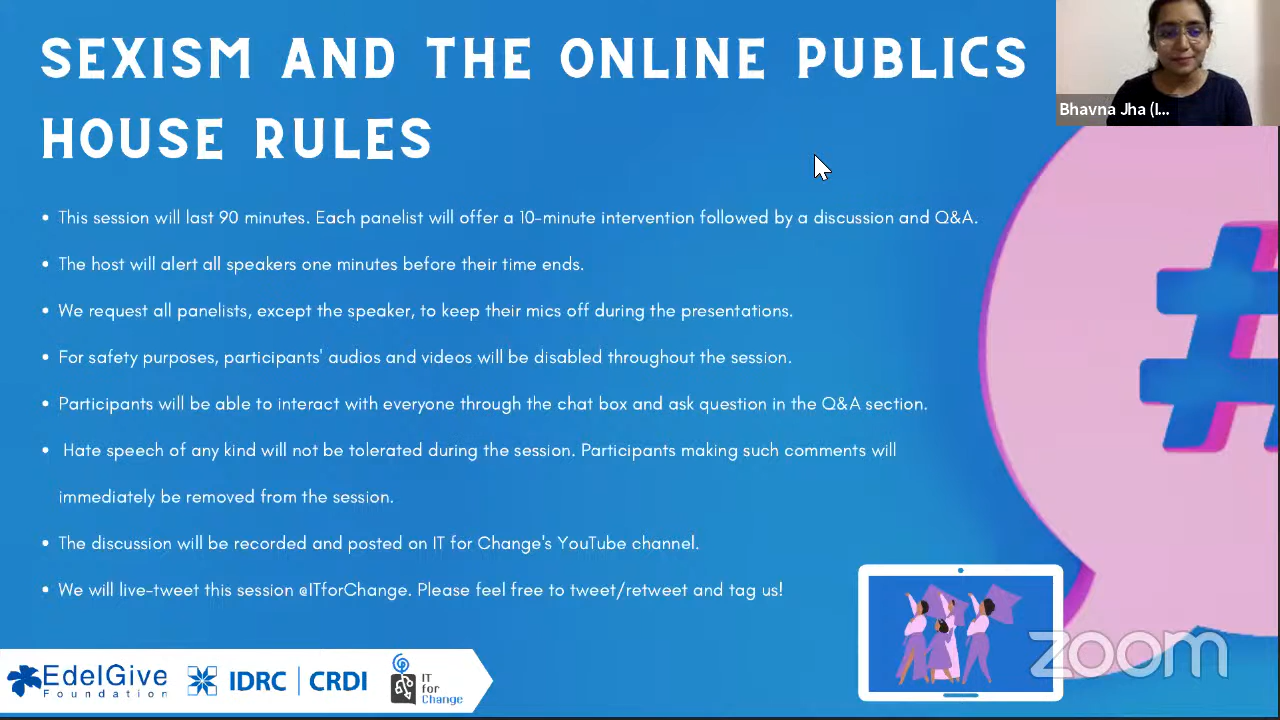 SEXISM AND THE ONLINE PUBLICS
HOUSE RULES
Bhavna Jha (I...
• This session will last 90 minutes. Each panelist will offer a 10-minute intervention followed by a discussion and Q&A.
• The host will alert all speakers one minutes before their time ends.
• We request all panelists, except the speaker, to keep their mics off during the presentations.
• For safety purposes, participants' audios and videos will be disabled throughout the session.
• Participants will be able to interact with everyone through the chat box and ask question in the Q&A section.
• Hate speech of any kind will not be tolerated during the session. Participants making such comments will
immediately be removed from the session.
• The discussion will be recorded and posted on IT for Change's YouTube channel.
• We will live-tweet this session @ITforChange. Please feel free to tweet/retweet and tag us!
#
zoom
EdelGive
Foundation
IDRC | CRDI
IT
for
Change